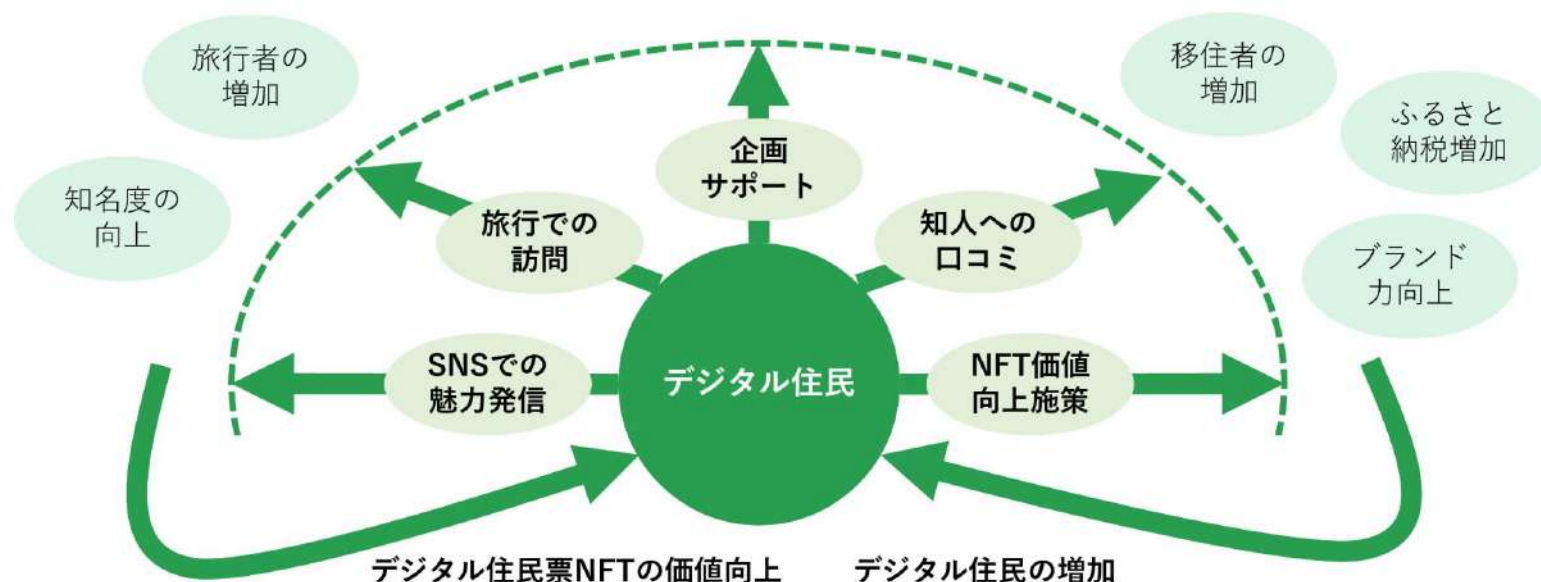 旅行者の
増加
移住者の
増加
ふるさと
納税増加
企画
サポート
知名度の
向上
旅行での
訪問
知人への
口コミ
ブランド
力向上
SNSでの
魅力発信
デジタル住民
NFT価値
向上施策
デジタル住民票NFTの価値向上
デジタル住民の増加